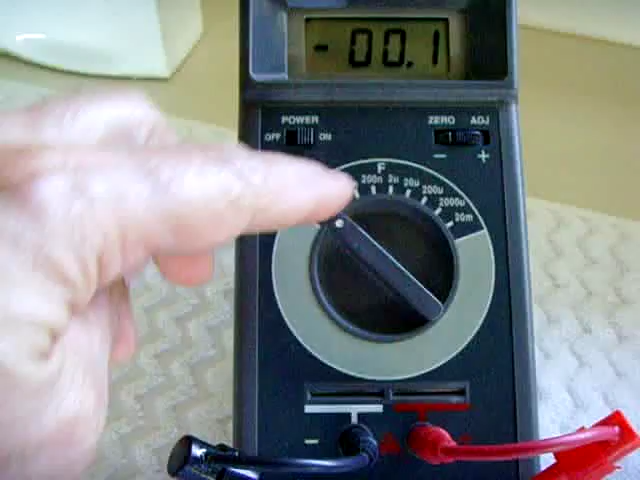 - 00.1
POWER
OFF ON
ZERO ADJ
- +
F
200n 2u 20u 200u 2000u 20m
-